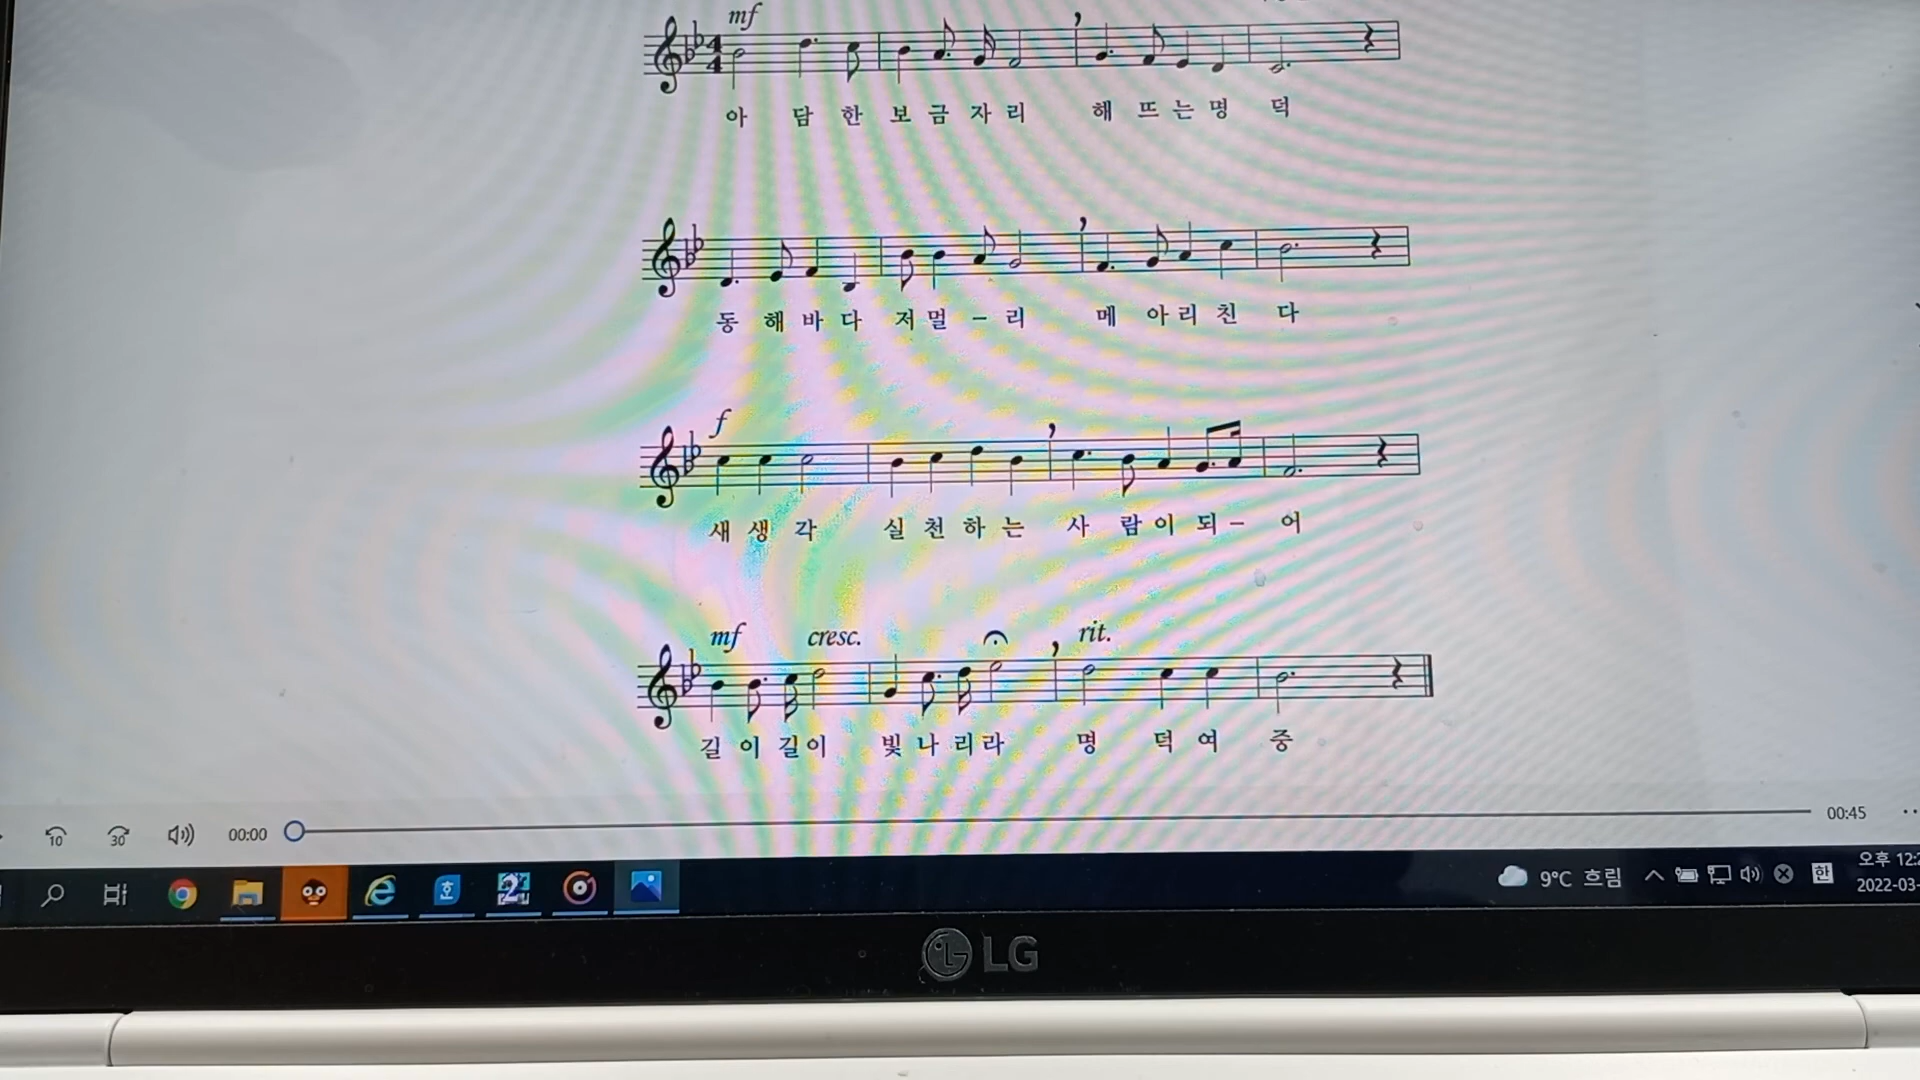 mf
아 담 한 보 금 자 리 해 뜨 는 명 덕
동 해 바 다 저 멀 - 리 메 아 리 친 다
f
새 생 각 실 천 하 는 사 람 이 되 - 어
mf cresc. rit.
길 이 길 이 빛 나 리 라 명 덕 여 중
10 30 00:00 00:45
9°C 흐림 한 오후 12:2
2022-03-
LG